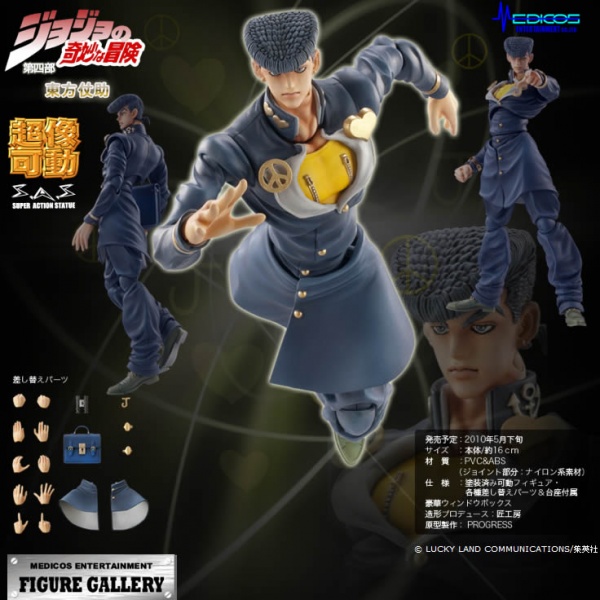 ジョジョの
奇妙な冒険
第四部
東方仗助
超像
可動
S.A.S
SUPER ACTION STATUE
MEDICOS
ENTERTAINMENT
差し替えパーツ
J
発売予定：2010年5月下旬
サイズ：本体/約16cm
材 質：PVC&ABS
（ジョイント部分：ナイロン系素材）
仕 様：塗装済み可動フィギュア・
各種差し替えパーツ＆台座付属
豪華ウィンドウボックス
造形プロデュース：匠工房
原型製作：PROGRESS
© LUCKY LAND COMMUNICATIONS/集英社
MEDICOS ENTERTAINMENT
FIGURE GALLERY